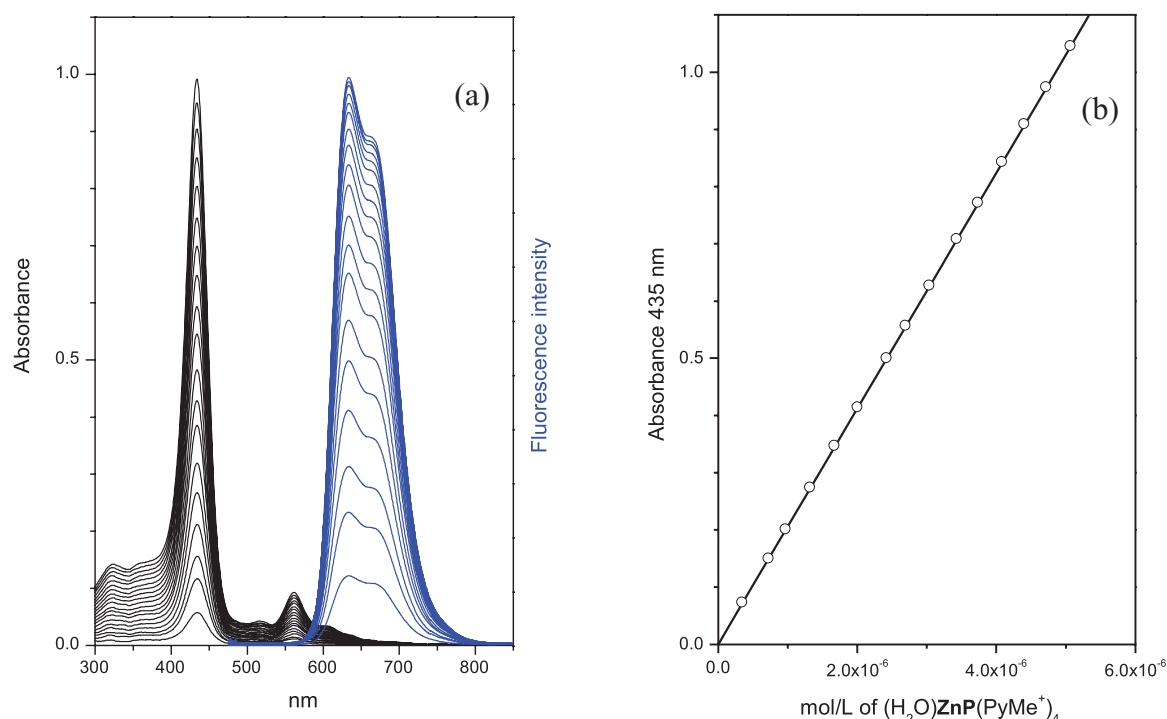 (a)
Absorbance
1.0
0.5
0.0
300 400 500 600 700 800
nm
Fluorescence intensity
(b)
Absorbance 435 nm
1.0
0.5
0.0
0.0 2.0x10⁻⁶ 4.0x10⁻⁶ 6.0x10⁻⁶
mol/L of (H₂O)ZnP(PyMe⁺)₄